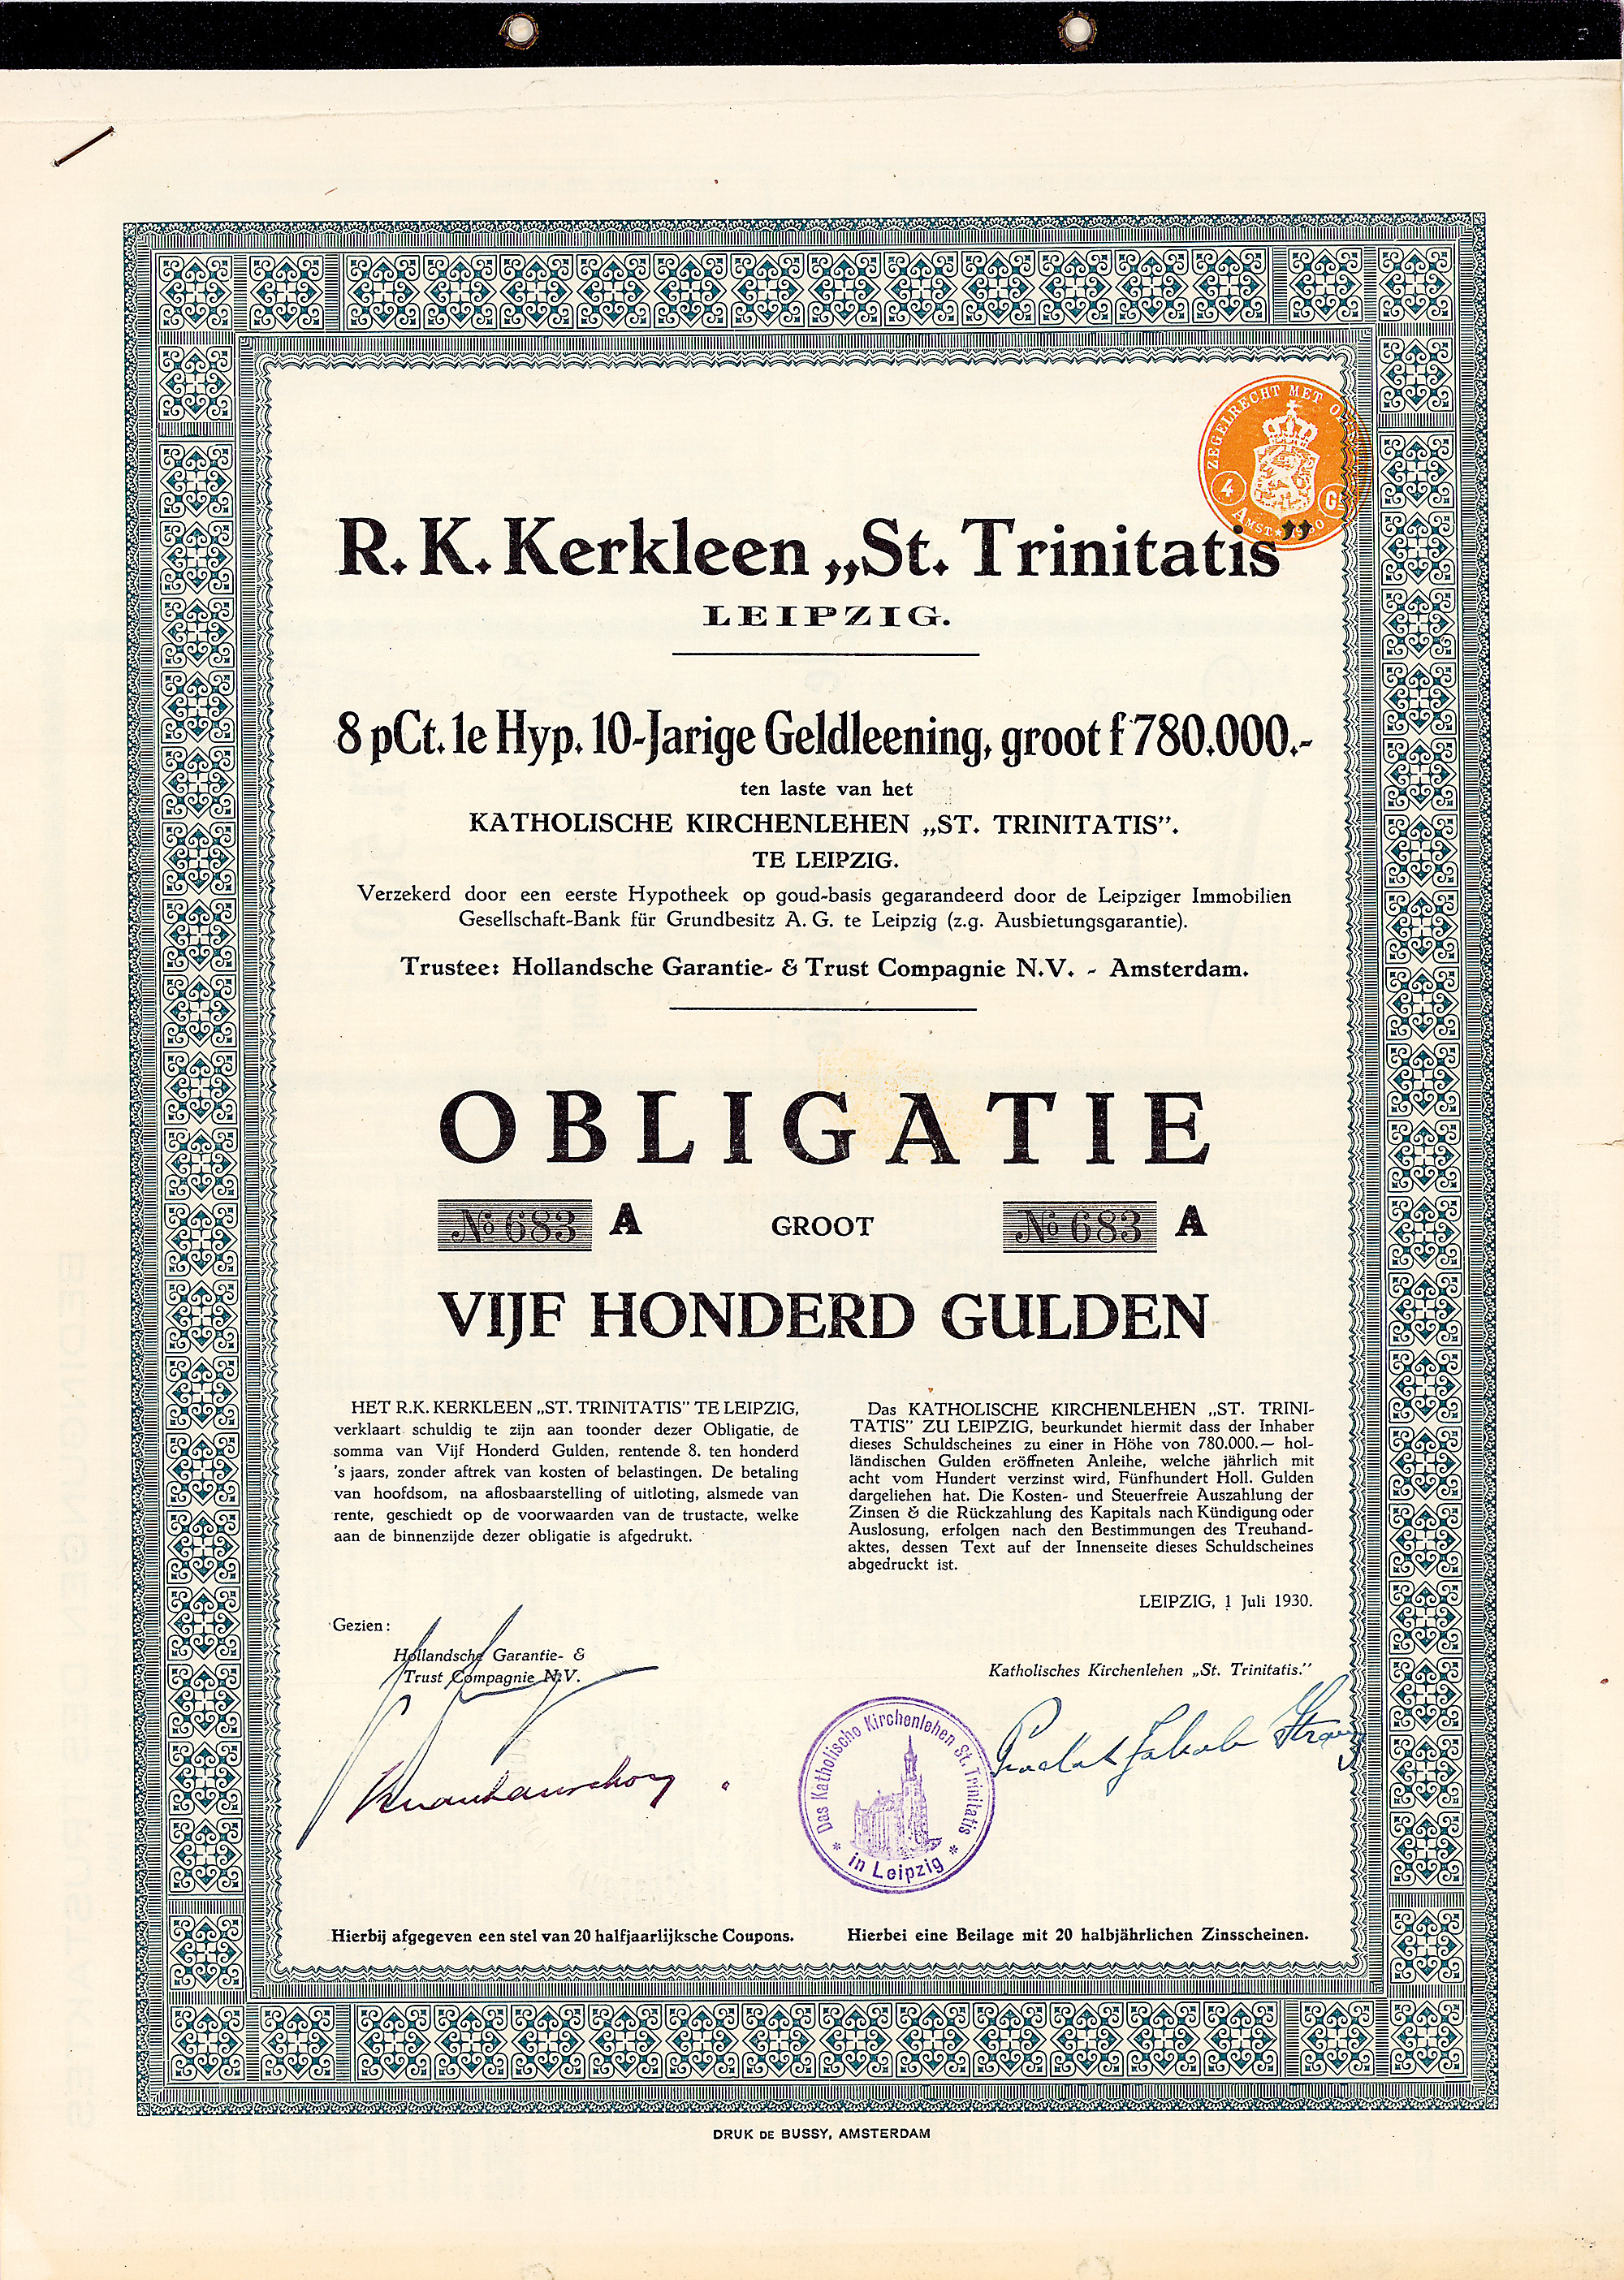 ZEGELRECHT MET O
4 G
AMST.
R. K. Kerkleen „St. Trinitatis”
LEIPZIG.
8 pCt. 1e Hyp. 10-Jarige Geldleening, groot f 780.000.-
ten laste van het
KATHOLISCHE KIRCHENLEHEN „ST. TRINITATIS”.
TE LEIPZIG.
Verzekerd door een eerste Hypotheek op goud-basis gegarandeerd door de Leipziger Immobilien
Gesellschaft-Bank für Grundbesitz A. G. te Leipzig (z.g. Ausbietungsgarantie).
Trustee: Hollandsche Garantie- & Trust Compagnie N.V. - Amsterdam.
OBLIGATIE
№ 683 A GROOT № 683 A
VIJF HONDERD GULDEN
HET R.K. KERKLEEN „ST. TRINITATIS” TE LEIPZIG,
verklaart schuldig te zijn aan toonder dezer Obligatie, de
somma van Vijf Honderd Gulden, rentende 8. ten honderd
's jaars, zonder aftrek van kosten of belastingen. De betaling
van hoofdsom, na aflosbaarstelling of uitloting, alsmede van
rente, geschiedt op de voorwaarden van de trustacte, welke
aan de binnenzijde dezer obligatie is afgedrukt.
Das KATHOLISCHE KIRCHENLEHEN „ST. TRINI-
TATIS” ZU LEIPZIG, beurkundet hiermit dass der Inhaber
dieses Schuldscheines zu einer in Höhe von 780.000.— hol-
ländischen Gulden eröffneten Anleihe, welche jährlich mit
acht vom Hundert verzinst wird, Fünfhundert Holl. Gulden
dargeliehen hat. Die Kosten- und Steuerfreie Auszahlung der
Zinsen & die Rückzahlung des Kapitals nach Kündigung oder
Auslosung, erfolgen nach den Bestimmungen des Treuhand-
aktes, dessen Text auf der Innenseite dieses Schuldscheines
abgedruckt ist.
LEIPZIG, 1 Juli 1930.
Gezien:
Hollandsche Garantie- &
Trust Compagnie N.V.
Katholisches Kirchenlehen „St. Trinitatis.”
Das Katholische Kirchenlehen St. Trinitatis
* in Leipzig *
Hierbij afgegeven een stel van 20 halfjaarlijksche Coupons.
Hierbei eine Beilage mit 20 halbjährlichen Zinsscheinen.
DRUK DE BUSSY, AMSTERDAM